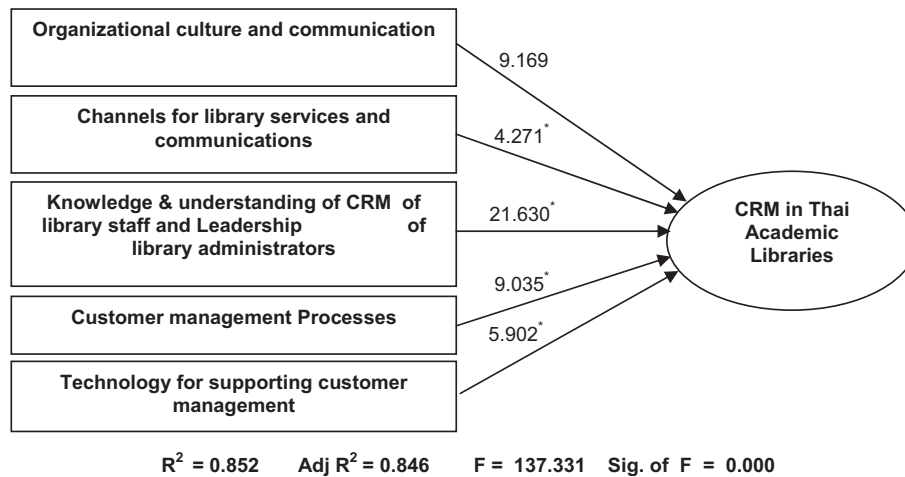 Organizational culture and communication
9.169
Channels for library services and
communications
4.271*
Knowledge & understanding of CRM of
library staff and Leadership of
library administrators
21.630*
Customer management Processes
9.035*
Technology for supporting customer
management
5.902*
CRM in Thai
Academic
Libraries
R² = 0.852 Adj R² = 0.846 F = 137.331 Sig. of F = 0.000